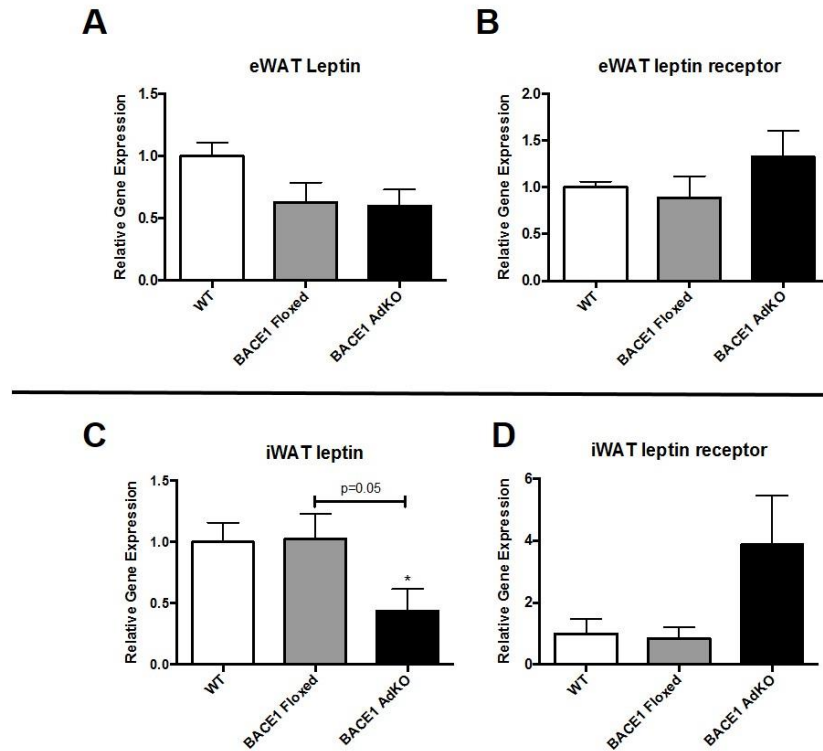 A
eWAT Leptin
Relative Gene Expression
1.5
1.0
0.5
0.0
WT
BACE1 Floxed
BACE1 AdKO
B
eWAT leptin receptor
Relative Gene Expression
2.0
1.5
1.0
0.5
0.0
WT
BACE1 Floxed
BACE1 AdKO
C
iWAT leptin
Relative Gene Expression
1.5
1.0
0.5
0.0
p=0.05
*
WT
BACE1 Floxed
BACE1 AdKO
D
iWAT leptin receptor
Relative Gene Expression
6
4
2
0
WT
BACE1 Floxed
BACE1 AdKO